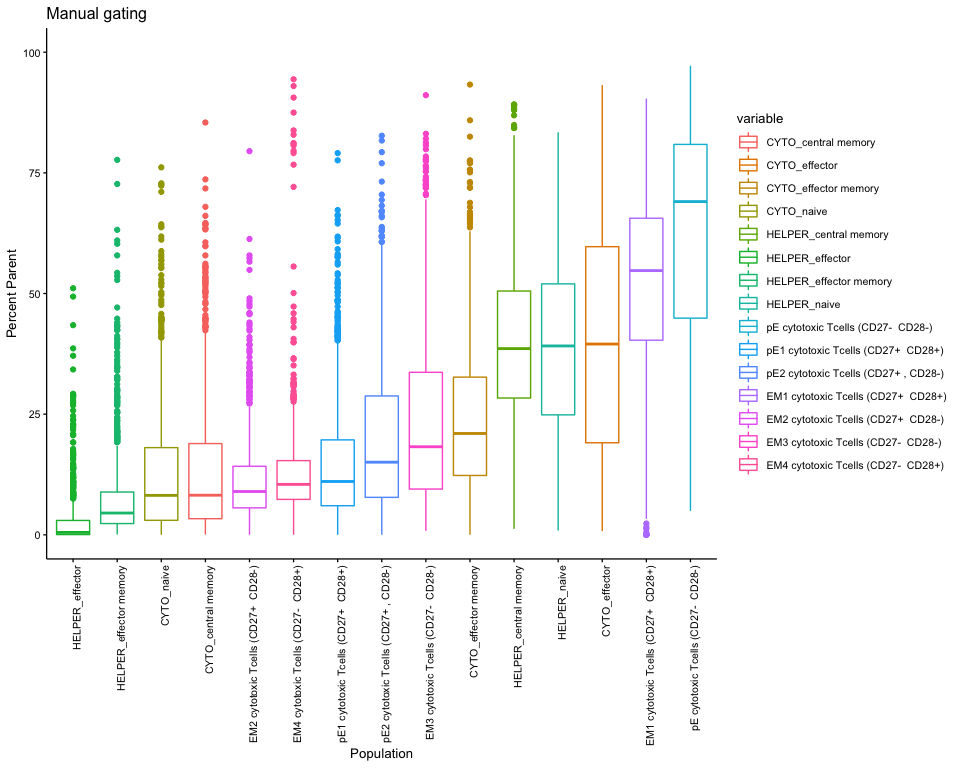 Manual gating
Percent Parent
100
75
50
25
0
HELPER_effector
HELPER_effector memory
CYTO_naive
CYTO_central memory
EM2 cytotoxic Tcells (CD27+  CD28-)
EM4 cytotoxic Tcells (CD27-  CD28+)
pE1 cytotoxic Tcells (CD27+  CD28+)
pE2 cytotoxic Tcells (CD27+ , CD28-)
EM3 cytotoxic Tcells (CD27-  CD28-)
CYTO_effector memory
HELPER_central memory
HELPER_naive
CYTO_effector
EM1 cytotoxic Tcells (CD27+  CD28+)
pE cytotoxic Tcells (CD27-  CD28-)
Population
variable
CYTO_central memory
CYTO_effector
CYTO_effector memory
CYTO_naive
HELPER_central memory
HELPER_effector
HELPER_effector memory
HELPER_naive
pE cytotoxic Tcells (CD27-  CD28-)
pE1 cytotoxic Tcells (CD27+  CD28+)
pE2 cytotoxic Tcells (CD27+ , CD28-)
EM1 cytotoxic Tcells (CD27+  CD28+)
EM2 cytotoxic Tcells (CD27+  CD28-)
EM3 cytotoxic Tcells (CD27-  CD28-)
EM4 cytotoxic Tcells (CD27-  CD28+)